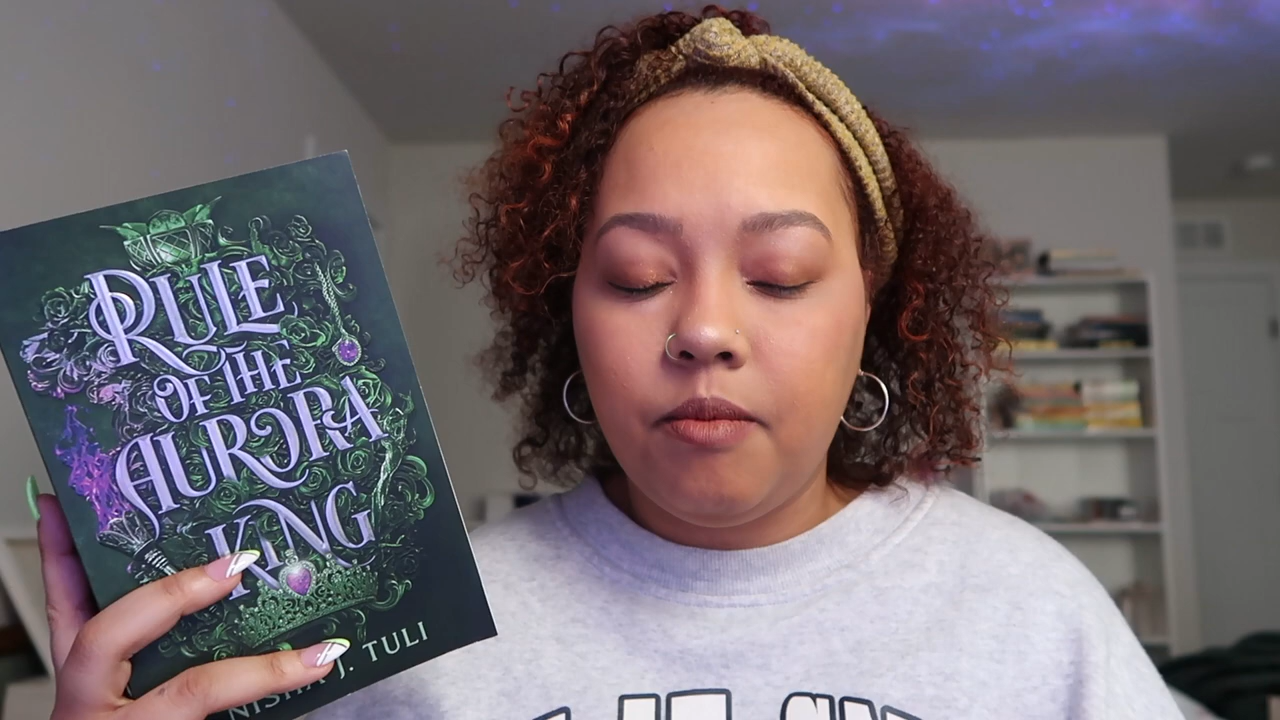 RULE
OF THE
AURORA
KING
NISHA J. TULI